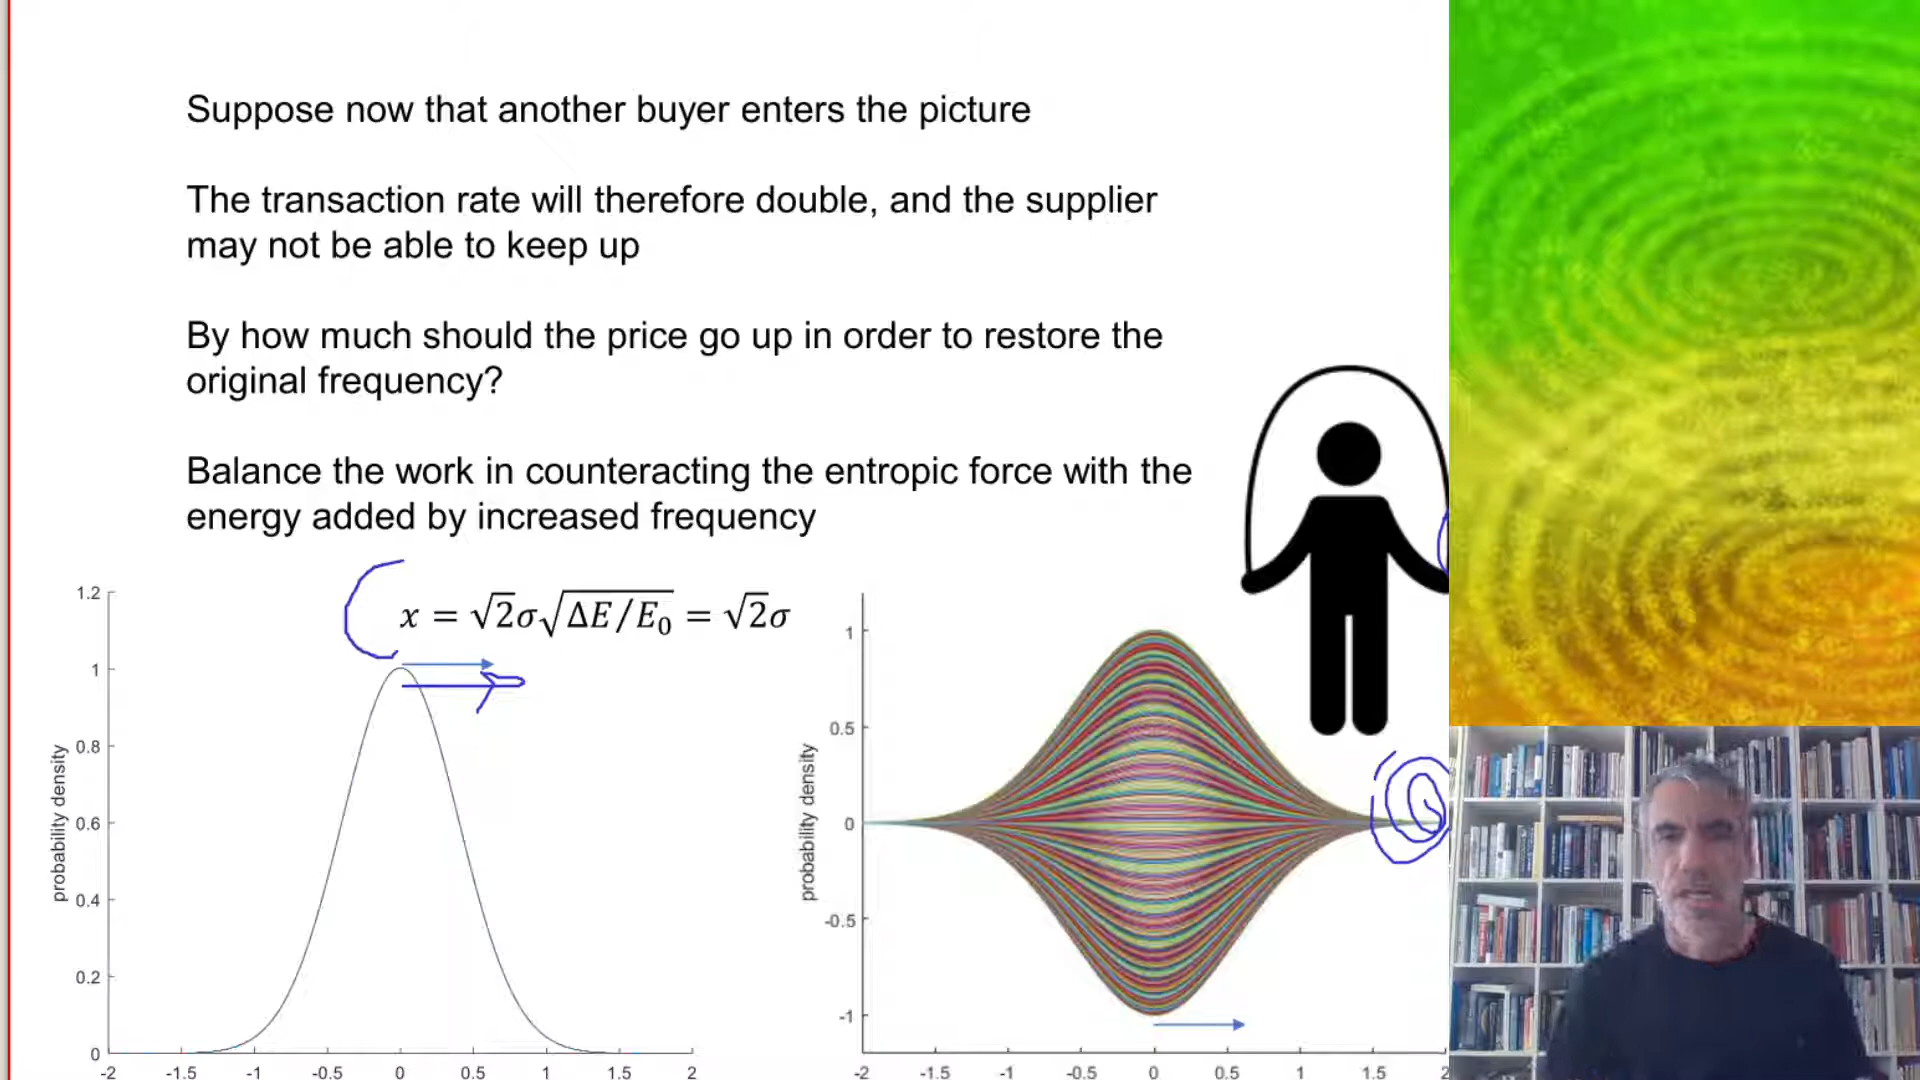 Suppose now that another buyer enters the picture
The transaction rate will therefore double, and the supplier
may not be able to keep up
By how much should the price go up in order to restore the
original frequency?
Balance the work in counteracting the entropic force with the
energy added by increased frequency
x = √2σ√ΔE/E₀ = √2σ
probability density
1.2
1
0.8
0.6
0.4
0.2
0
-2 -1.5 -1 -0.5 0 0.5 1 1.5 2
probability density
1
0.5
0
-0.5
-1
-2 -1.5 -1 -0.5 0 0.5 1 1.5 2